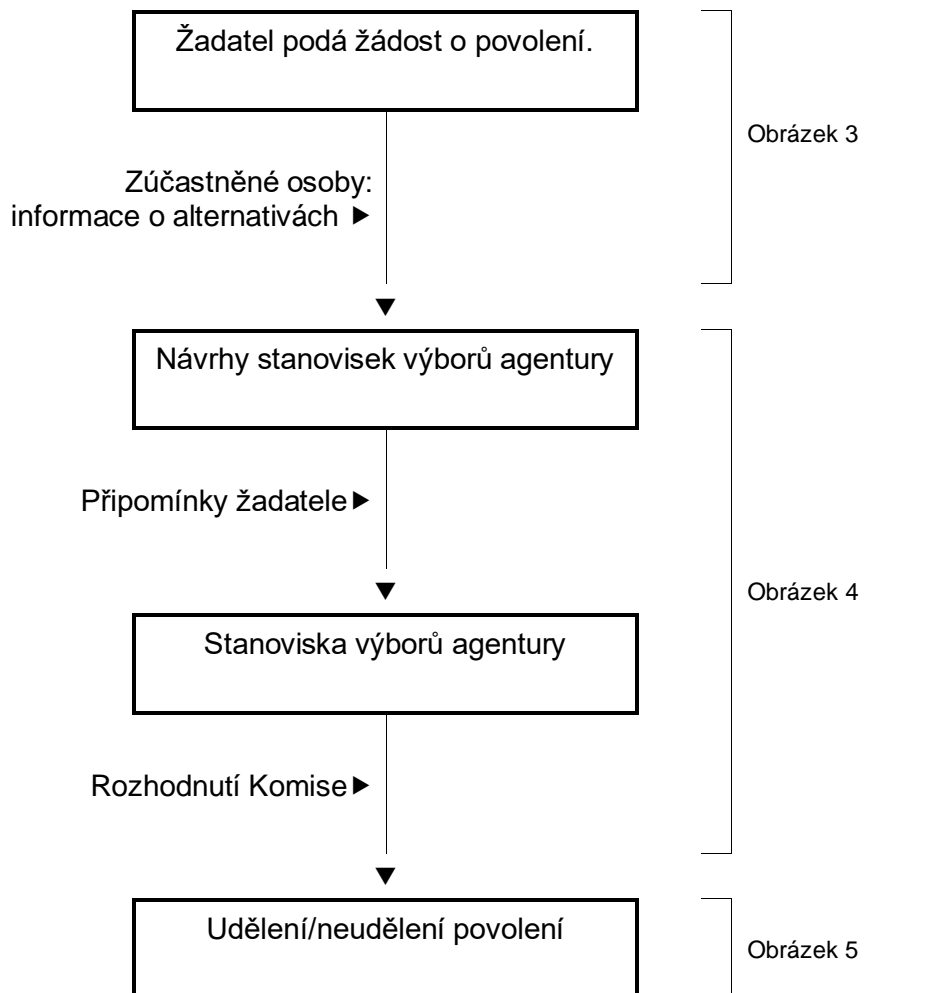 Žadatel podá žádost o povolení.
Obrázek 3
Zúčastněné osoby:
informace o alternativách
Návrhy stanovisek výborů agentury
Připomínky žadatele
Obrázek 4
Stanoviska výborů agentury
Rozhodnutí Komise
Udělení/neudělení povolení
Obrázek 5